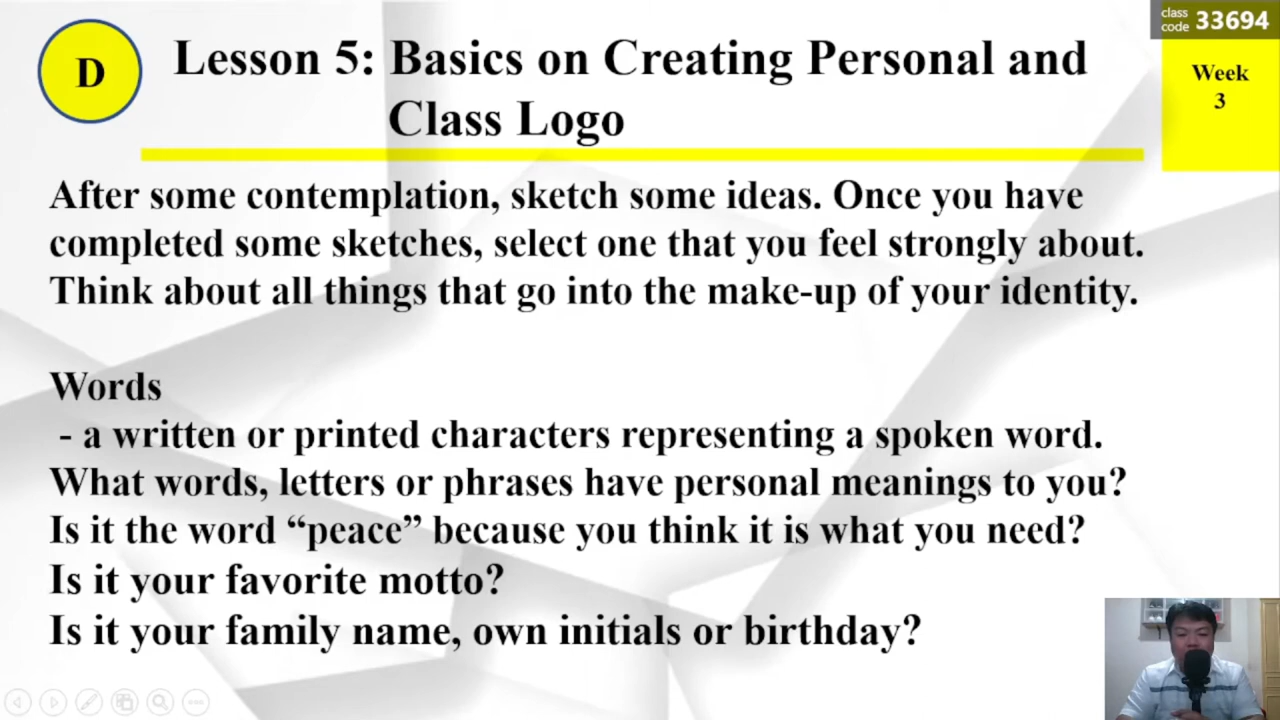 class
code 33694
D
Lesson 5: Basics on Creating Personal and
Class Logo
Week
3
After some contemplation, sketch some ideas. Once you have
completed some sketches, select one that you feel strongly about.
Think about all things that go into the make-up of your identity.
Words
- a written or printed characters representing a spoken word.
What words, letters or phrases have personal meanings to you?
Is it the word “peace” because you think it is what you need?
Is it your favorite motto?
Is it your family name, own initials or birthday?